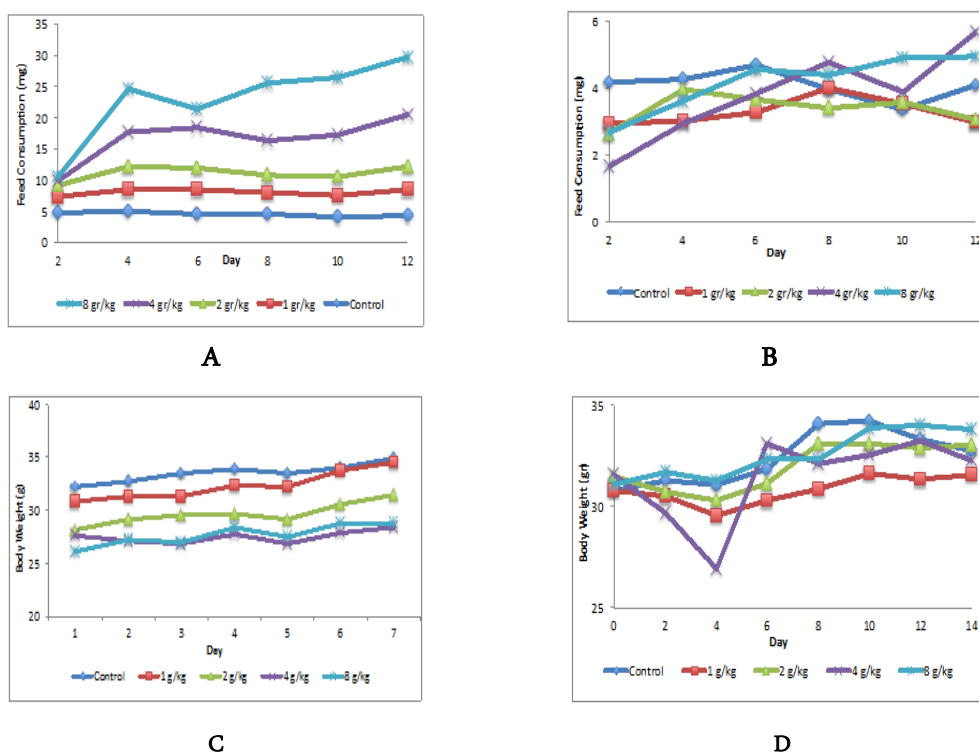 35
30
25
20
15
10
5
0
Feed Consumption (mg)
2 4 6 8 10 12
Day
8 gr/kg 4 gr/kg 2 gr/kg 1 gr/kg Control
A
6
4
2
0
Feed Consumption (mg)
2 4 6 8 10 12
Day
Control 1 gr/kg 2 gr/kg 4 gr/kg 8 gr/kg
B
40
35
30
25
20
Body Weight (g)
1 2 3 4 5 6 7
Day
Control 1 g/kg 2 g/kg 4 g/kg 8 g/kg
C
35
30
25
Body Weight (gr)
0 2 4 6 8 10 12 14
Day
Control 1 g/kg 2 g/kg 4 g/kg 8 g/kg
D